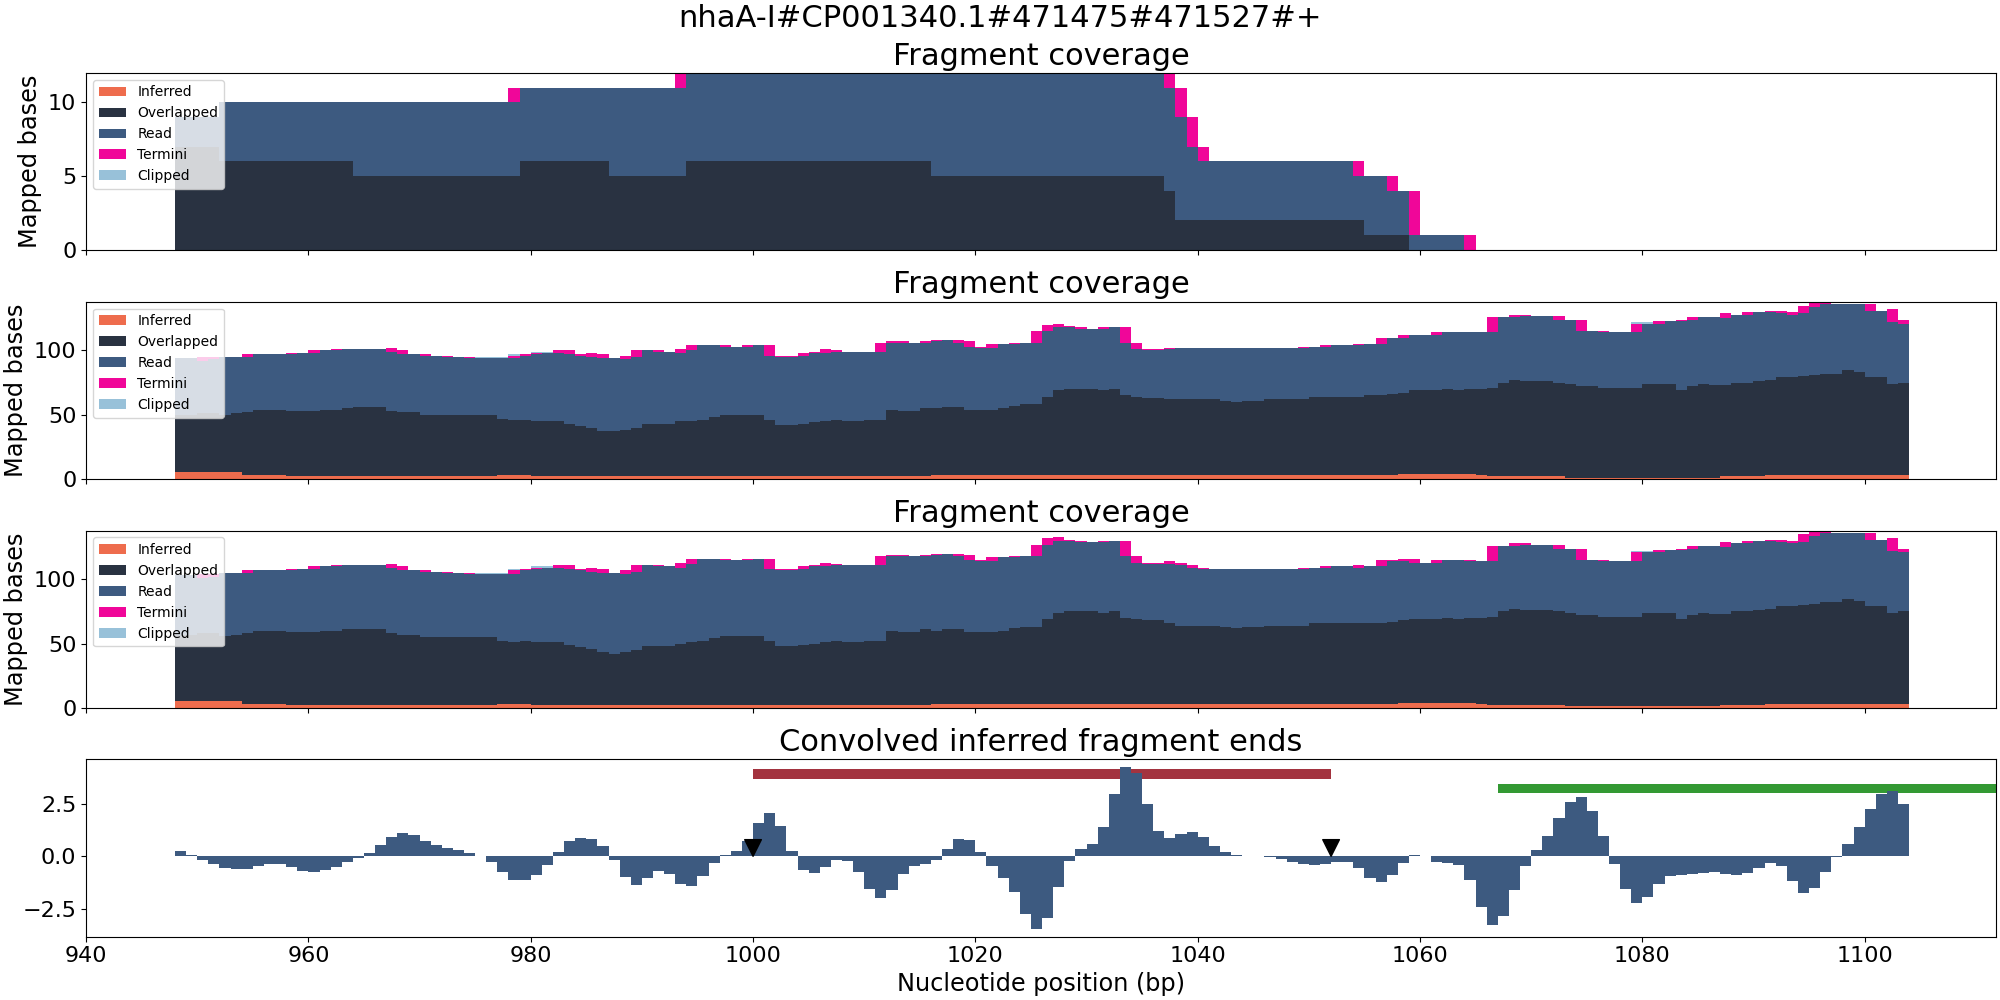 nhaA-I#CP001340.1#471475#471527#+
Fragment coverage
Mapped bases
10
5
0
Inferred
Overlapped
Read
Termini
Clipped
Fragment coverage
Mapped bases
100
50
0
Inferred
Overlapped
Read
Termini
Clipped
Fragment coverage
Mapped bases
100
50
0
Inferred
Overlapped
Read
Termini
Clipped
Convolved inferred fragment ends
2.5
0.0
−2.5
940 960 980 1000 1020 1040 1060 1080 1100
Nucleotide position (bp)